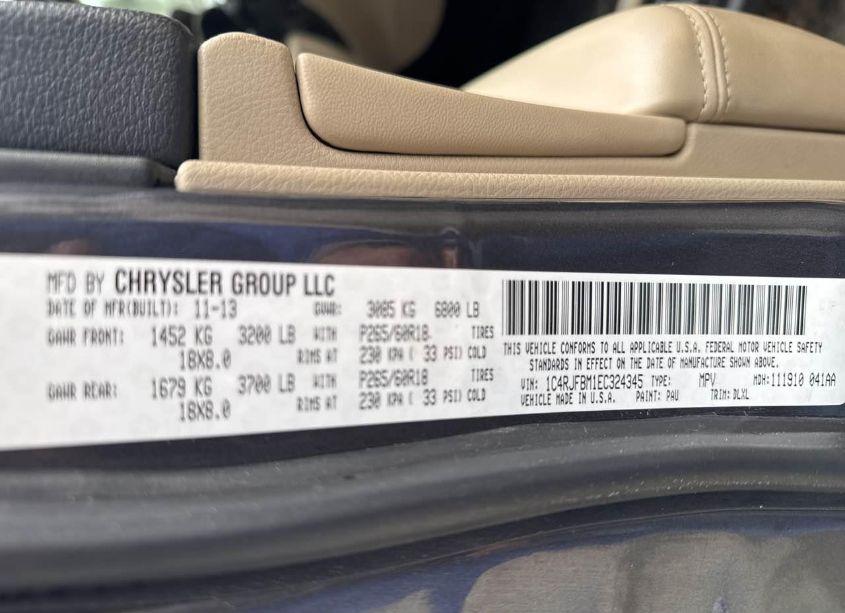 MFD BY CHRYSLER GROUP LLC
DATE OF MFR(BUILT): 11-13 GVWR: 3085 KG 6800 LB
GAWR FRONT: 1452 KG 3200 LB WITH P265/60R18 TIRES
18X8.0 RIMS AT 230 KPA ( 33 PSI) COLD
GAWR REAR: 1679 KG 3700 LB WITH P265/60R18 TIRES
18X8.0 RIMS AT 230 KPA ( 33 PSI) COLD
THIS VEHICLE CONFORMS TO ALL APPLICABLE U.S.A. FEDERAL MOTOR VEHICLE SAFETY
STANDARDS IN EFFECT ON THE DATE OF MANUFACTURE SHOWN ABOVE.
VIN: 1C4RJFBM1EC324345 TYPE: MPV MDH: 111910 041AA
VEHICLE MADE IN U.S.A. PAINT: PAU TRIM: DLXL